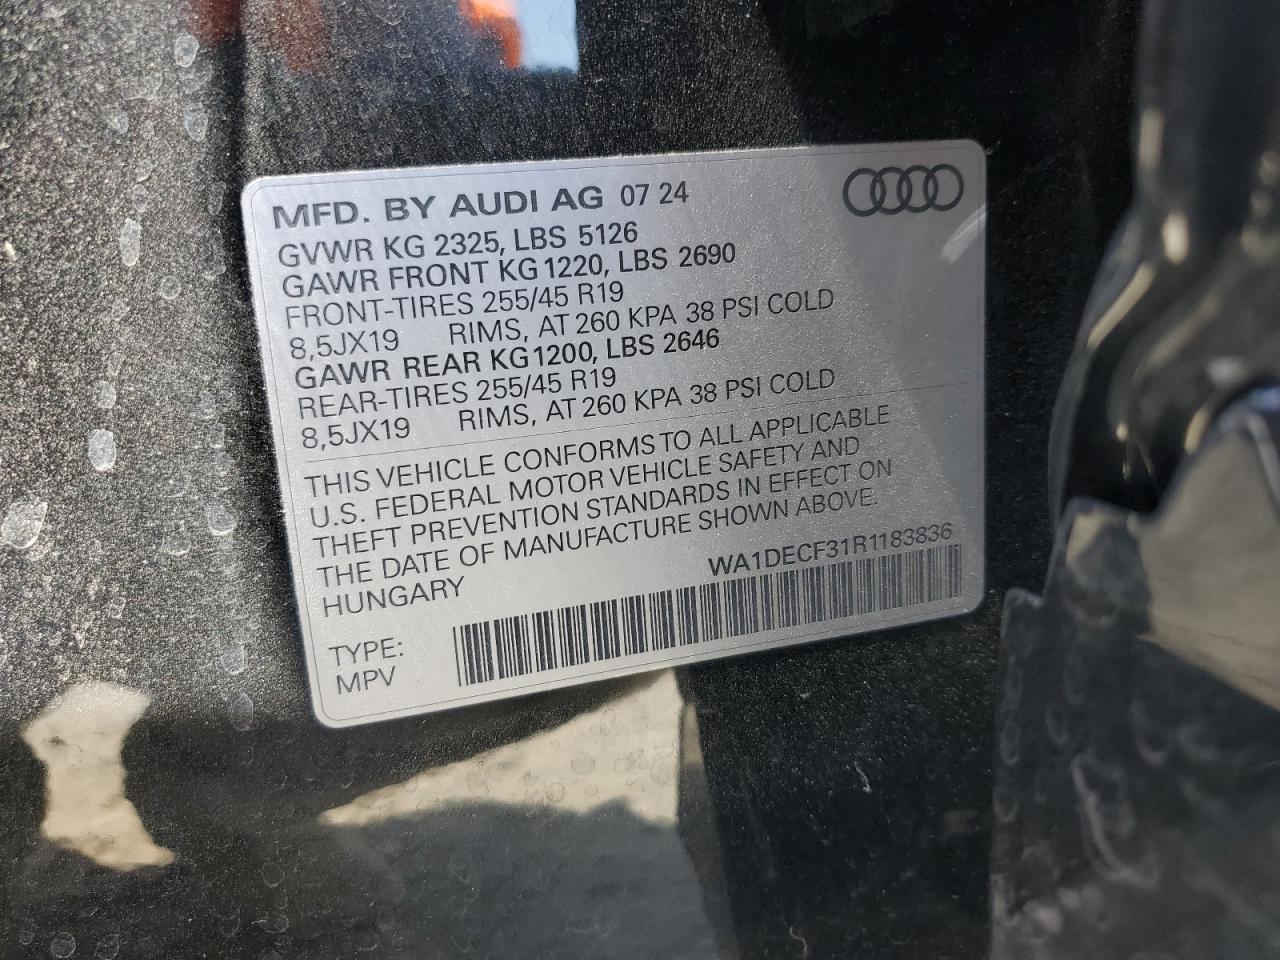 MFD. BY AUDI AG 07 24
GVWR KG 2325, LBS 5126
GAWR FRONT KG 1220, LBS 2690
FRONT-TIRES 255/45 R19
8,5JX19 RIMS, AT 260 KPA 38 PSI COLD
GAWR REAR KG 1200, LBS 2646
REAR-TIRES 255/45 R19
8,5JX19 RIMS, AT 260 KPA 38 PSI COLD
THIS VEHICLE CONFORMS TO ALL APPLICABLE
U.S. FEDERAL MOTOR VEHICLE SAFETY AND
THEFT PREVENTION STANDARDS IN EFFECT ON
THE DATE OF MANUFACTURE SHOWN ABOVE.
HUNGARY
WA1DECF31R1183836
TYPE:
MPV